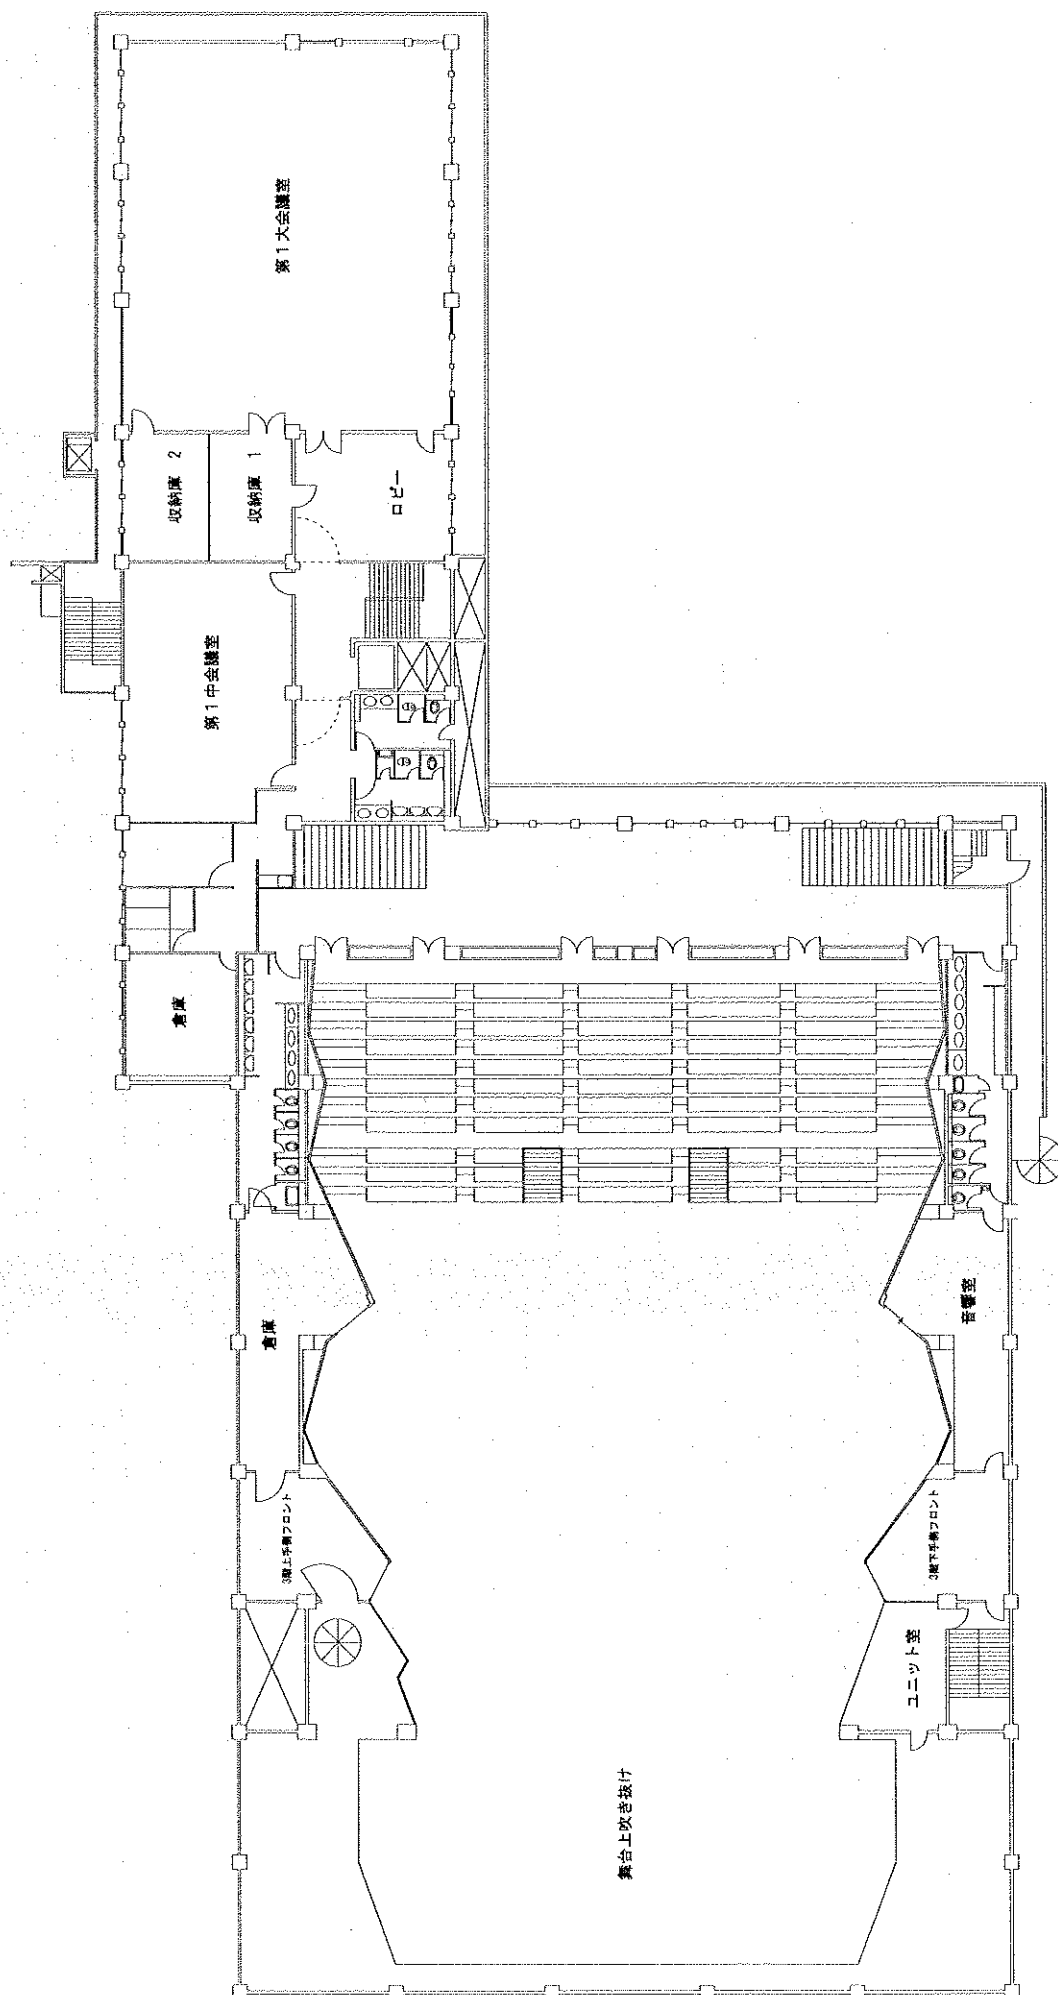 第1大会議室
収納庫 2
収納庫 1
ロビー
第1中会議室
倉庫
倉庫
音響室
3階上手側フロント
3階下手側フロント
ユニット室
舞台上吹き抜け